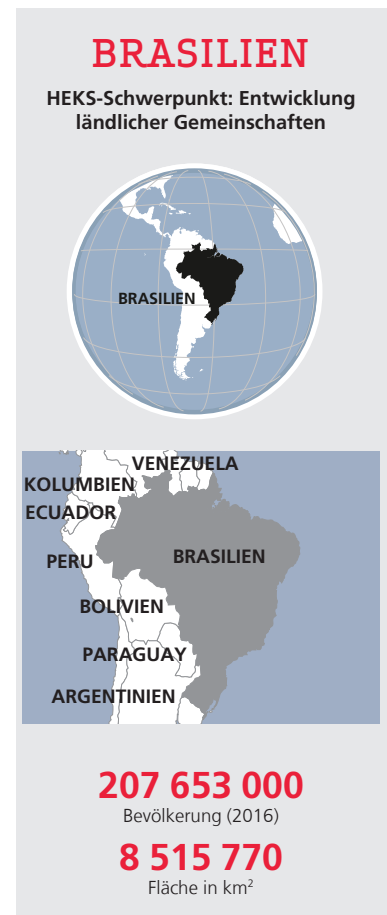 BRASILIEN
HEKS-Schwerpunkt: Entwicklung
ländlicher Gemeinschaften
BRASILIEN
VENEZUELA
KOLUMBIEN
ECUADOR
PERU
BRASILIEN
BOLIVIEN
PARAGUAY
ARGENTINIEN
207 653 000
Bevölkerung (2016)
8 515 770
Fläche in km²